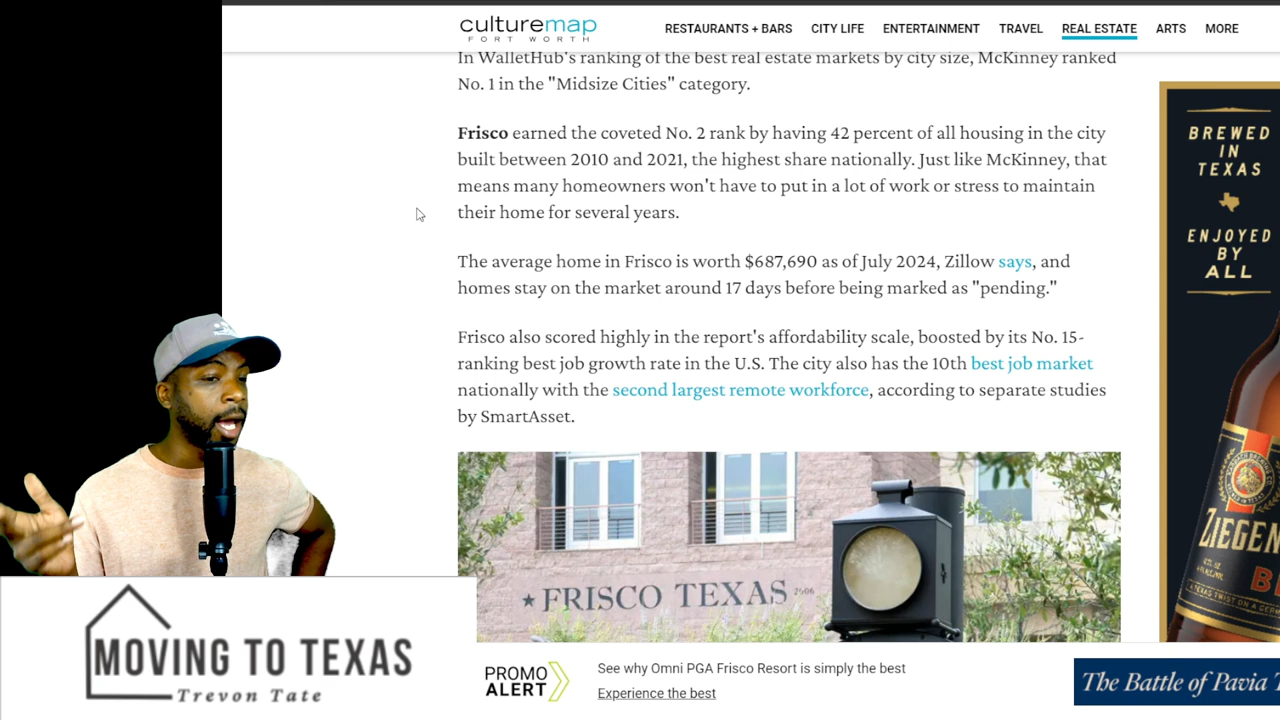 culturemap
FORT WORTH
RESTAURANTS + BARS CITY LIFE ENTERTAINMENT TRAVEL REAL ESTATE ARTS MORE
In WalletHub's ranking of the best real estate markets by city size, McKinney ranked
No. 1 in the "Midsize Cities" category.
Frisco earned the coveted No. 2 rank by having 42 percent of all housing in the city
built between 2010 and 2021, the highest share nationally. Just like McKinney, that
means many homeowners won't have to put in a lot of work or stress to maintain
their home for several years.
The average home in Frisco is worth $687,690 as of July 2024, Zillow says, and
homes stay on the market around 17 days before being marked as "pending."
Frisco also scored highly in the report's affordability scale, boosted by its No. 15-
ranking best job growth rate in the U.S. The city also has the 10th best job market
nationally with the second largest remote workforce, according to separate studies
by SmartAsset.
BREWED
IN
TEXAS
ENJOYED
BY
ALL
ZIEGEN
FRISCO TEXAS
MOVING TO TEXAS
Trevon Tate
PROMO
ALERT
See why Omni PGA Frisco Resort is simply the best
Experience the best
The Battle of Pavia T